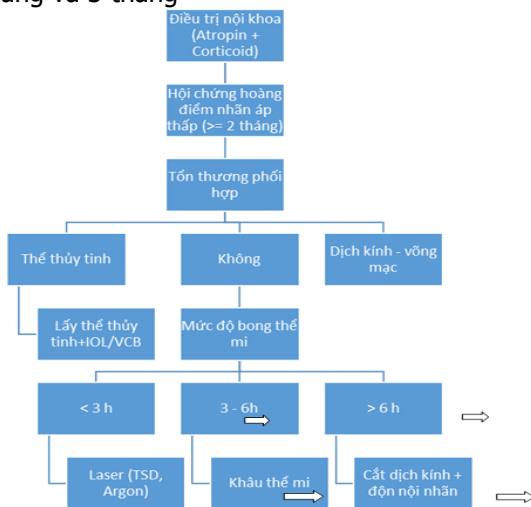 Điều trị nội khoa
(Atropin +
Corticoid)
Hội chứng hoàng
điểm nhãn áp
thấp (>= 2 tháng)
Tổn thương phối
hợp
Thể thủy tinh
Không
Dịch kính - võng
mạc
Lấy thể thủy
tinh+IOL/VCB
Mức độ bong thể
mi
< 3 h
3 - 6h
> 6 h
Laser (TSD,
Argon)
Khâu thể mi
Cắt dịch kính +
độn nội nhãn